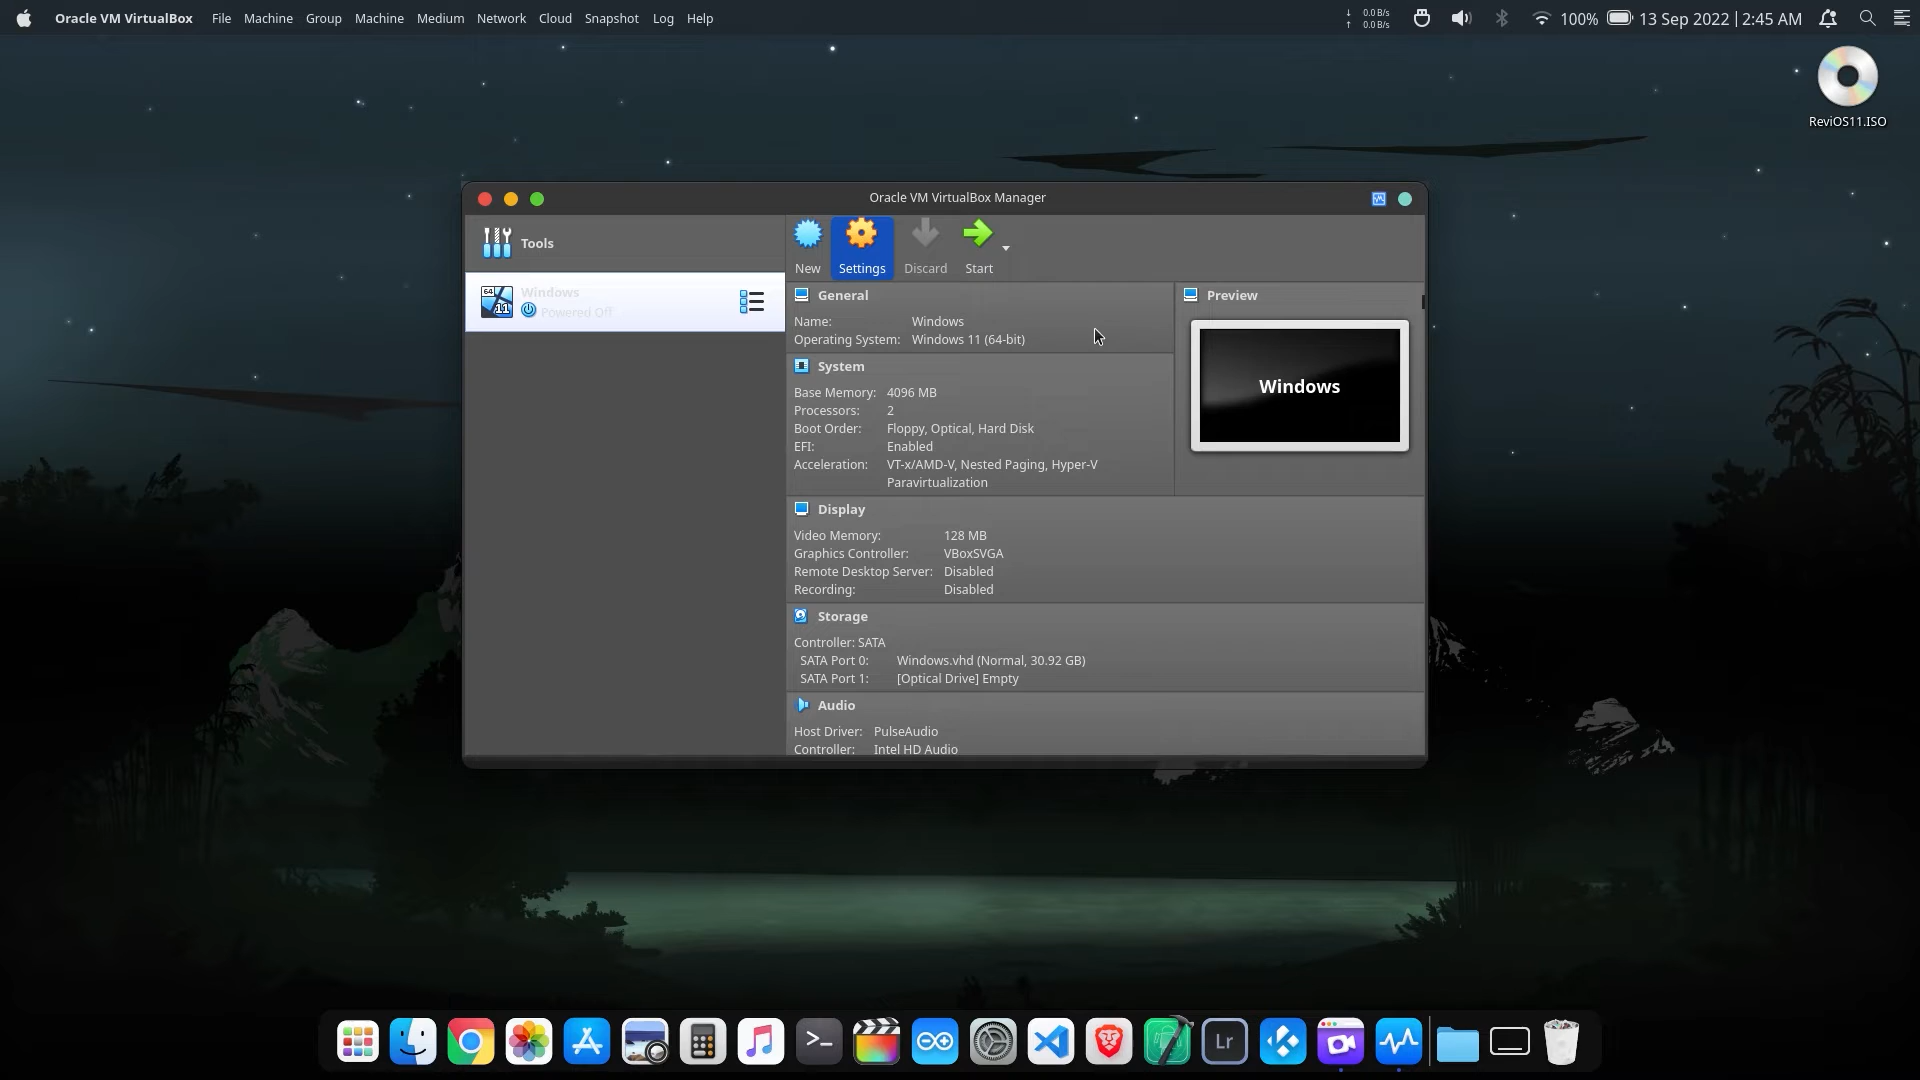 Oracle VM VirtualBox File Machine Group Machine Medium Network Cloud Snapshot Log Help
↓ 0.0 B/s
↑ 0.0 B/s
100% 13 Sep 2022 | 2:45 AM
ReviOS11.ISO
Oracle VM VirtualBox Manager
Tools
New Settings Discard Start
64
11
Windows
Powered Off
General
Name: Windows
Operating System: Windows 11 (64-bit)
Preview
Windows
System
Base Memory: 4096 MB
Processors: 2
Boot Order: Floppy, Optical, Hard Disk
EFI: Enabled
Acceleration: VT-x/AMD-V, Nested Paging, Hyper-V
Paravirtualization
Display
Video Memory: 128 MB
Graphics Controller: VBoxSVGA
Remote Desktop Server: Disabled
Recording: Disabled
Storage
Controller: SATA
SATA Port 0: Windows.vhd (Normal, 30.92 GB)
SATA Port 1: [Optical Drive] Empty
Audio
Host Driver: PulseAudio
Controller: Intel HD Audio
Lr